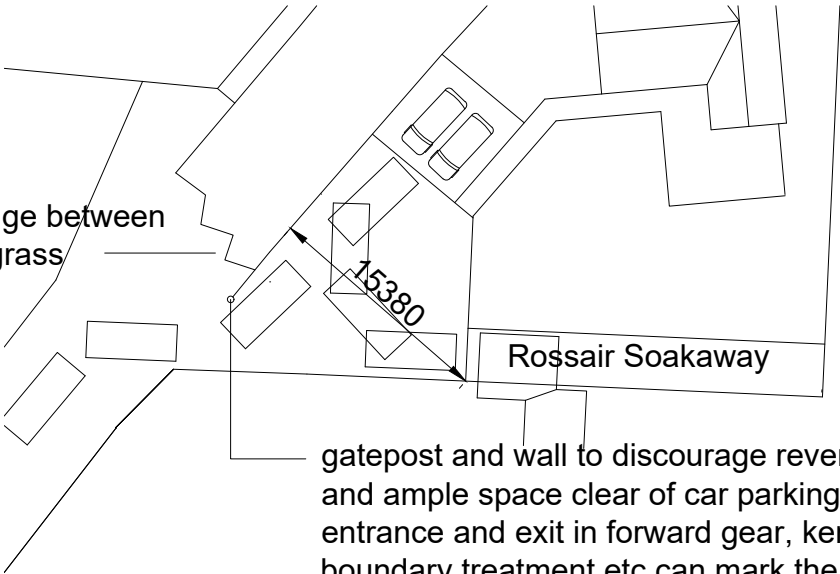 ge between
grass
15380
Rossair Soakaway
gatepost and wall to discourage rever
and ample space clear of car parking
entrance and exit in forward gear, ker
boundary treatment etc can mark the